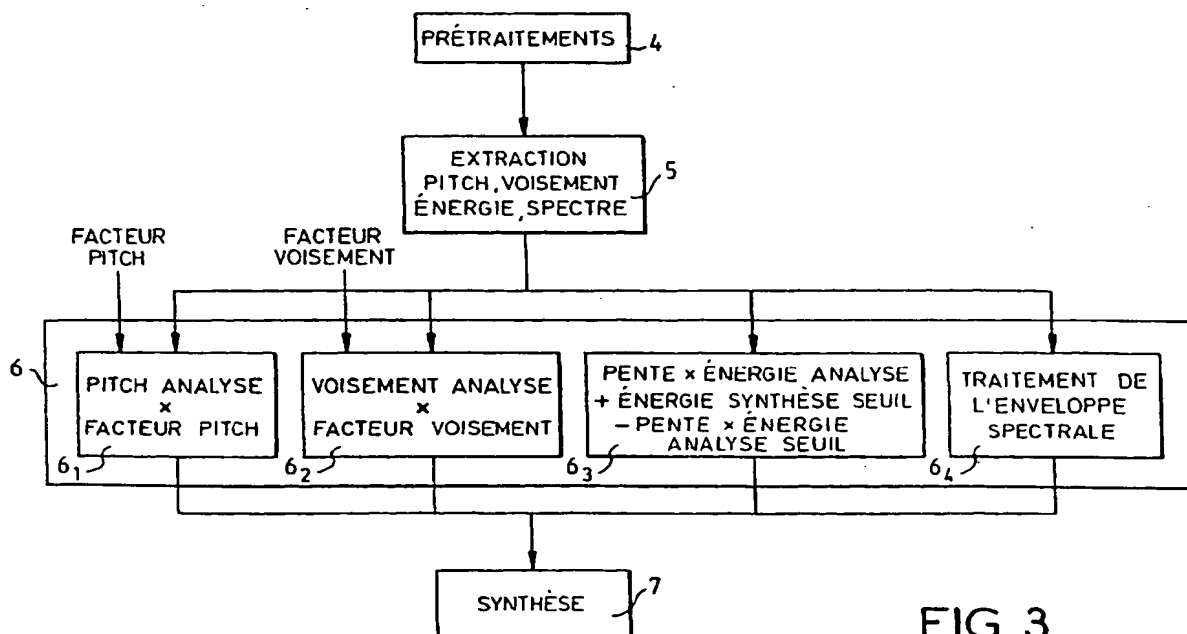 PRÉTRAITEMENTS
4
EXTRACTION
PITCH, VOISEMENT
ÉNERGIE, SPECTRE
5
FACTEUR
PITCH
FACTEUR
VOISEMENT
6
PITCH ANALYSE
×
FACTEUR PITCH
6₁
VOISEMENT ANALYSE
×
FACTEUR VOISEMENT
6₂
PENTE × ÉNERGIE ANALYSE
+ ÉNERGIE SYNTHÈSE SEUIL
− PENTE × ÉNERGIE
ANALYSE SEUIL
6₃
TRAITEMENT DE
L'ENVELOPPE
SPECTRALE
6₄
SYNTHÈSE
7
FIG. 3